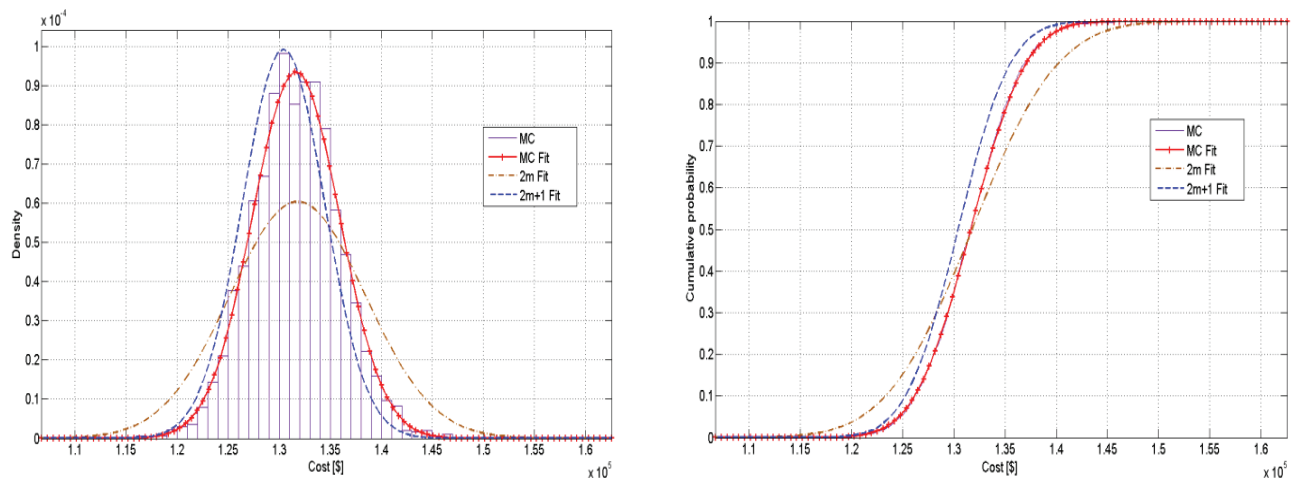 x 10⁻⁴
1
0.9
0.8
0.7
0.6
0.5
0.4
0.3
0.2
0.1
0
Density
MC
MC Fit
2m Fit
2m+1 Fit
1.1 1.15 1.2 1.25 1.3 1.35 1.4 1.45 1.5 1.55 1.6
Cost [$]
x 10⁵
1
0.9
0.8
0.7
0.6
0.5
0.4
0.3
0.2
0.1
0
Cumulative probability
MC
MC Fit
2m Fit
2m+1 Fit
1.1 1.15 1.2 1.25 1.3 1.35 1.4 1.45 1.5 1.55 1.6
Cost [$]
x 10⁵